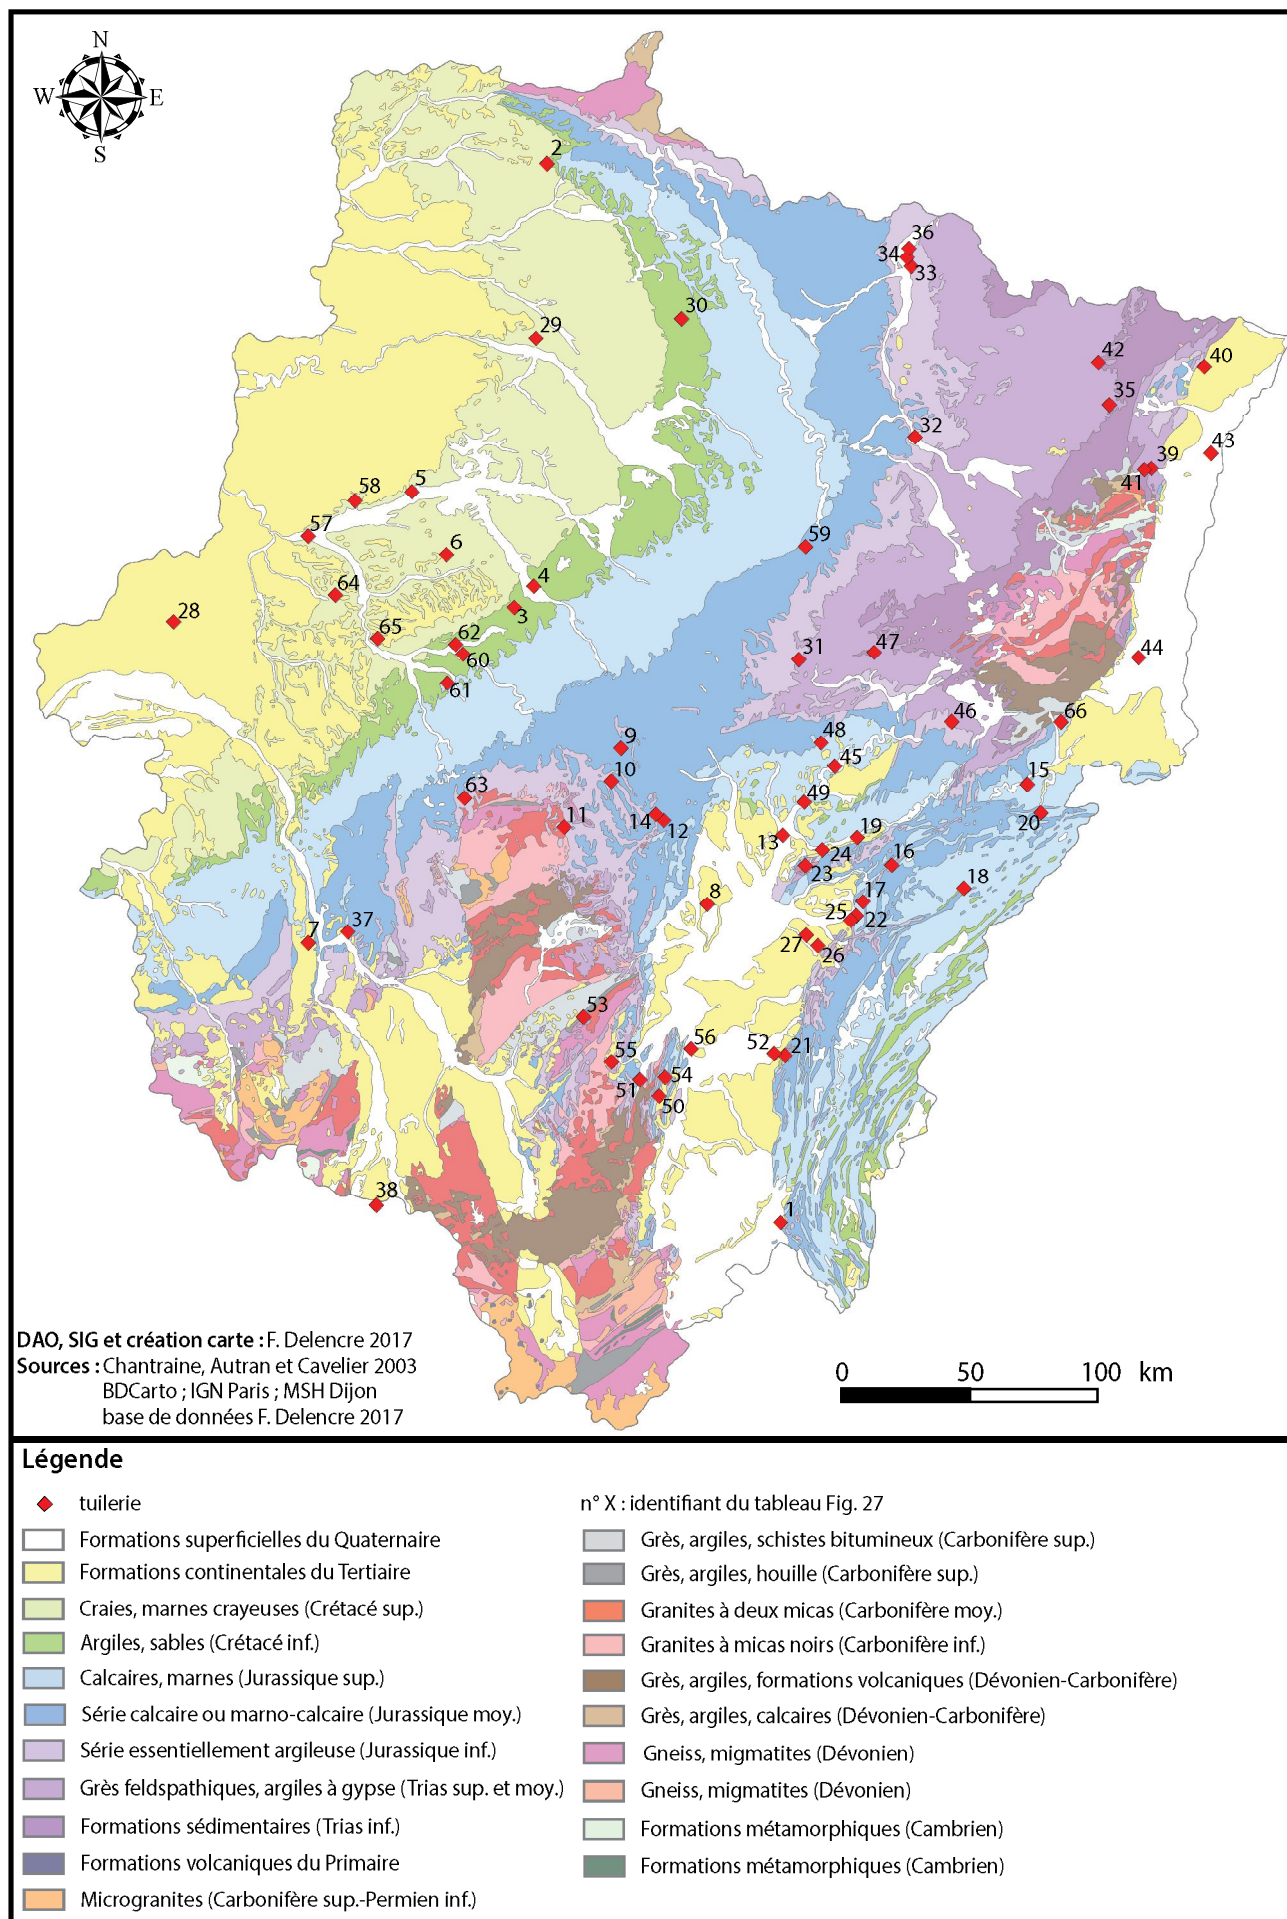 N
W E
S
2
36
34
33
30
29
42
40
35
32
43
39
41
58
5
57
59
6
4
64
3
28
65
62
60
61
31
47
44
46
66
48
9
45
10
15
63
49
11
14
12
20
13
19
24
16
23
18
8
17
25
22
7
37
27
26
53
56
52
21
55
54
51
50
38
1
DAO, SIG et création carte : F. Delencre 2017
Sources : Chantraine, Autran et Cavelier 2003
BDCarto ; IGN Paris ; MSH Dijon
base de données F. Delencre 2017
0 50 100 km
Légende
tuilerie
Formations superficielles du Quaternaire
Formations continentales du Tertiaire
Craies, marnes crayeuses (Crétacé sup.)
Argiles, sables (Crétacé inf.)
Calcaires, marnes (Jurassique sup.)
Série calcaire ou marno-calcaire (Jurassique moy.)
Série essentiellement argileuse (Jurassique inf.)
Grès feldspathiques, argiles à gypse (Trias sup. et moy.)
Formations sédimentaires (Trias inf.)
Formations volcaniques du Primaire
Microgranites (Carbonifère sup.-Permien inf.)
n° X : identifiant du tableau Fig. 27
Grès, argiles, schistes bitumineux (Carbonifère sup.)
Grès, argiles, houille (Carbonifère sup.)
Granites à deux micas (Carbonifère moy.)
Granites à micas noirs (Carbonifère inf.)
Grès, argiles, formations volcaniques (Dévonien-Carbonifère)
Grès, argiles, calcaires (Dévonien-Carbonifère)
Gneiss, migmatites (Dévonien)
Gneiss, migmatites (Dévonien)
Formations métamorphiques (Cambrien)
Formations métamorphiques (Cambrien)